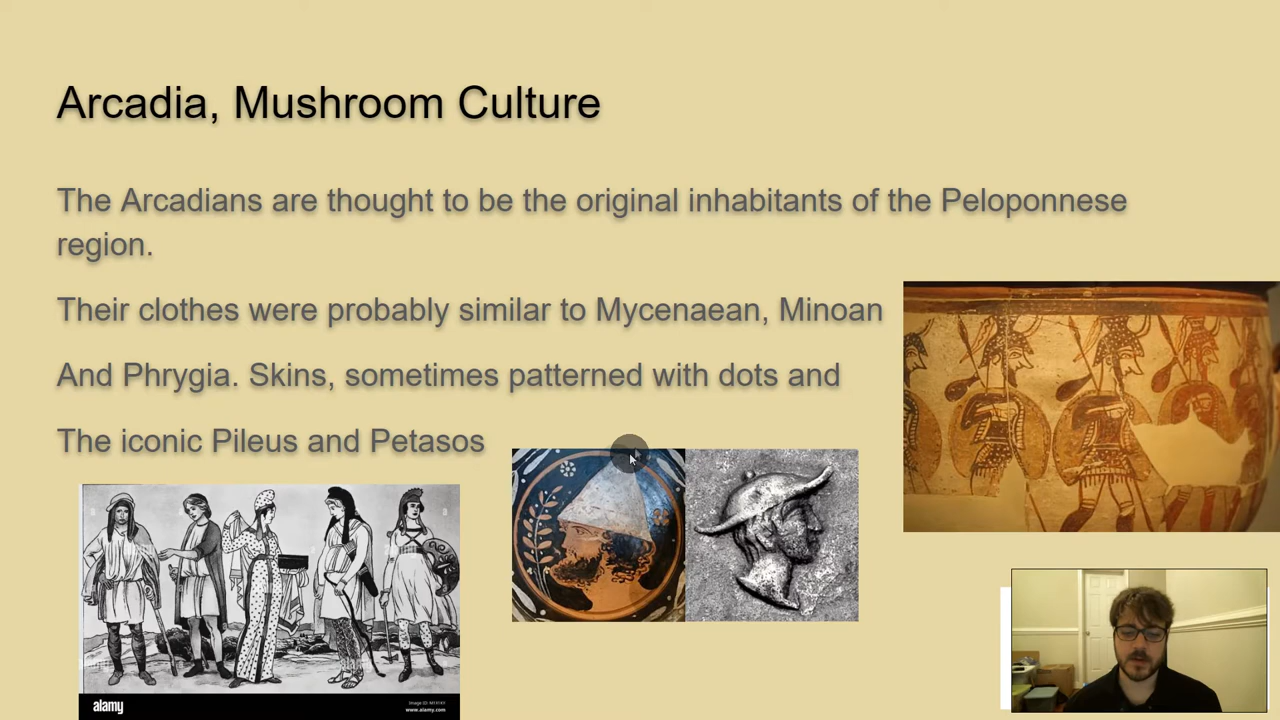 Arcadia, Mushroom Culture
The Arcadians are thought to be the original inhabitants of the Peloponnese
region.
Their clothes were probably similar to Mycenaean, Minoan
And Phrygia. Skins, sometimes patterned with dots and
The iconic Pileus and Petasos
alamy
www.alamy.com